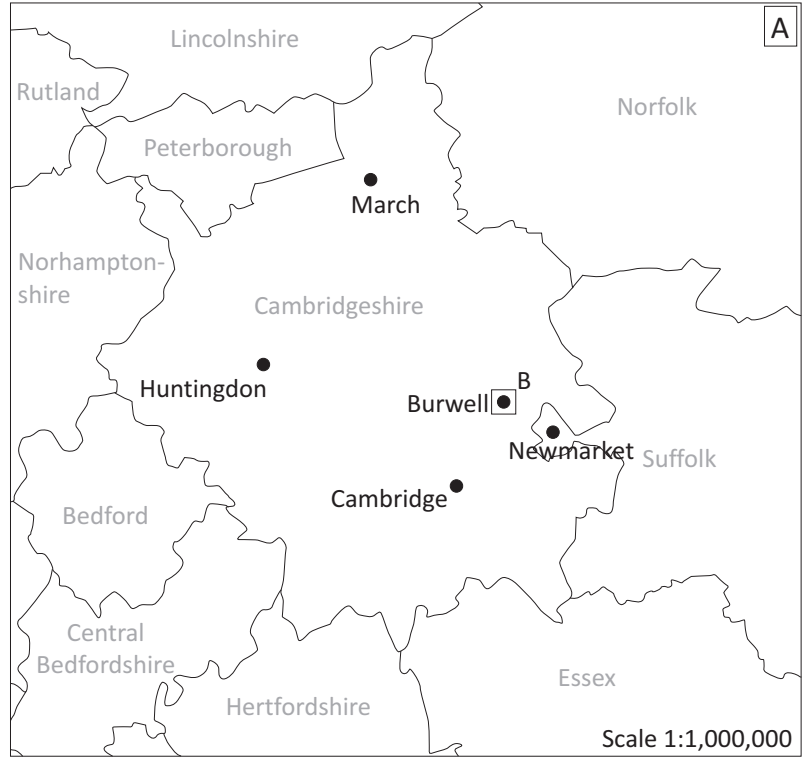 A
Lincolnshire
Rutland
Norfolk
Peterborough
March
Norhampton-
shire
Cambridgeshire
Huntingdon
B
Burwell
Newmarket
Suffolk
Cambridge
Bedford
Central
Bedfordshire
Essex
Hertfordshire
Scale 1:1,000,000